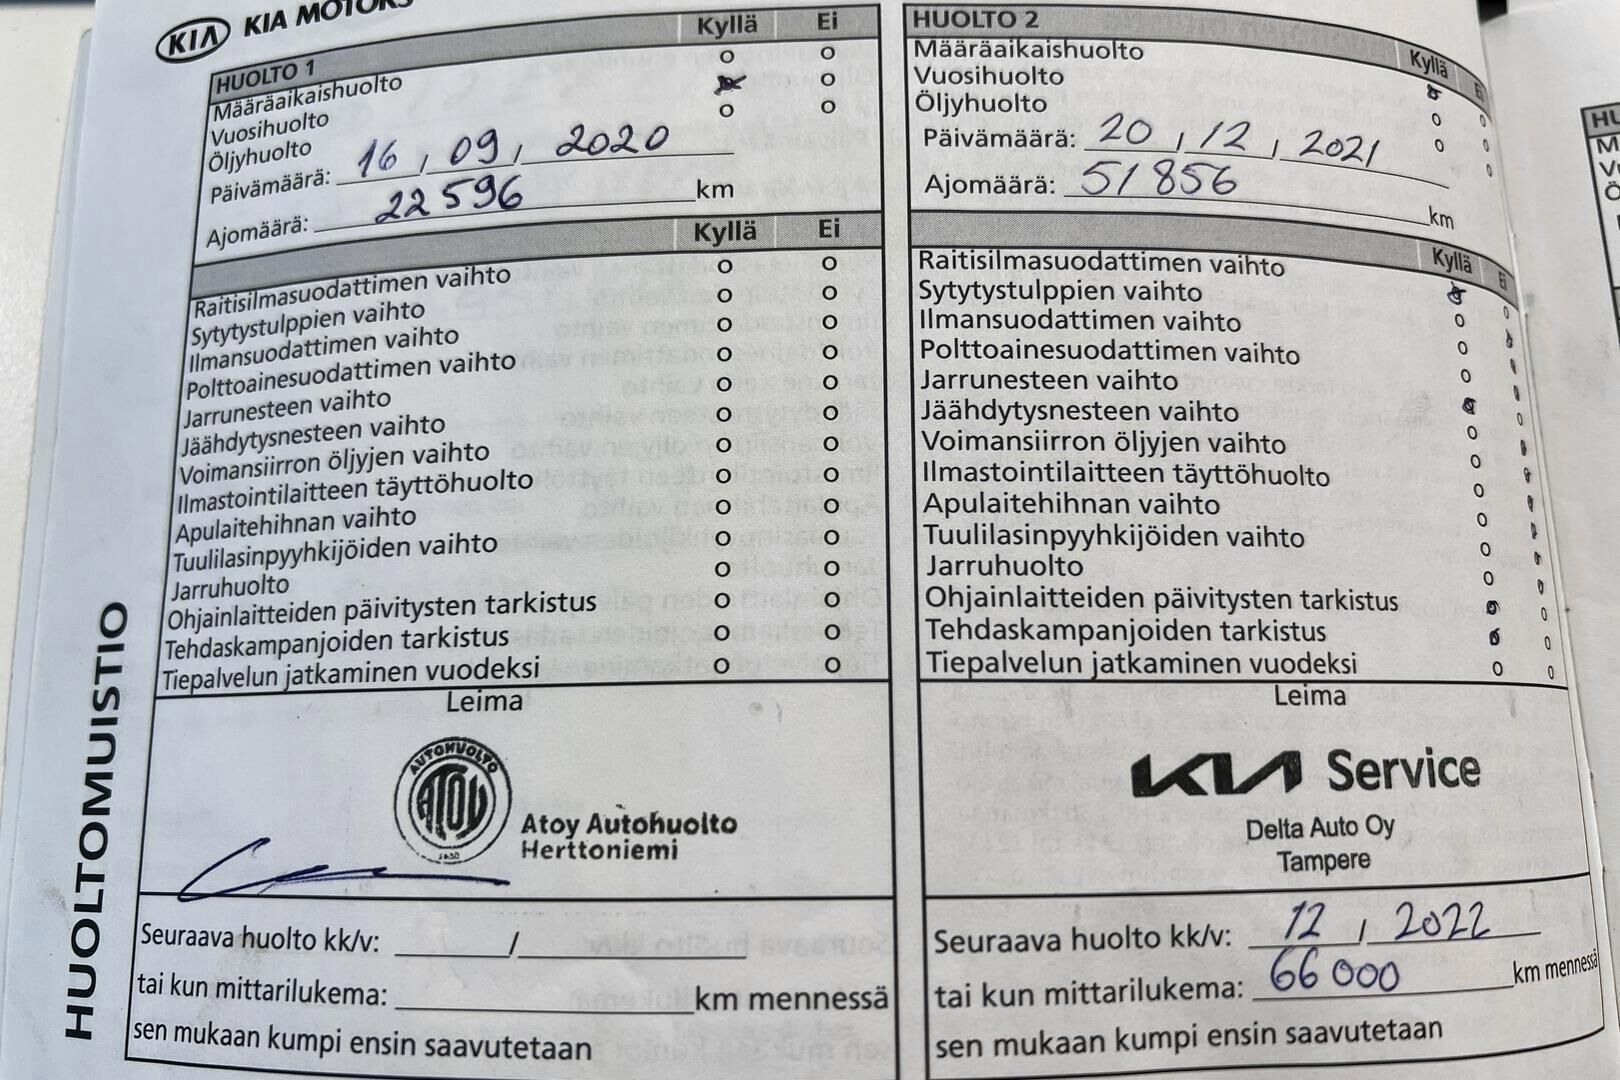 KIA KIA MOTORS
HUOLTOMUISTIO
HUOLTO 1 Kyllä Ei
Määräaikaishuolto
Vuosihuolto
Öljyhuolto
Päivämäärä: 16 , 09 , 2020
Ajomäärä: 22 596 km
Kyllä Ei
Raitisilmasuodattimen vaihto
Sytytystulppien vaihto
Ilmansuodattimen vaihto
Polttoainesuodattimen vaihto
Jarrunesteen vaihto
Jäähdytysnesteen vaihto
Voimansiirron öljyjen vaihto
Ilmastointilaitteen täyttöhuolto
Apulaitehihnan vaihto
Tuulilasinpyyhkijöiden vaihto
Jarruhuolto
Ohjainlaitteiden päivitysten tarkistus
Tehdaskampanjoiden tarkistus
Tiepalvelun jatkaminen vuodeksi
Leima
AUTOHUOLTO
ATOY
Atoy Autohuolto
Herttoniemi
Seuraava huolto kk/v: /
tai kun mittarilukema: km mennessä
sen mukaan kumpi ensin saavutetaan
HUOLTO 2 Kyllä Ei
Määräaikaishuolto
Vuosihuolto
Öljyhuolto
Päivämäärä: 20 , 12 , 2021
Ajomäärä: 51 856 km
Kyllä Ei
Raitisilmasuodattimen vaihto
Sytytystulppien vaihto
Ilmansuodattimen vaihto
Polttoainesuodattimen vaihto
Jarrunesteen vaihto
Jäähdytysnesteen vaihto
Voimansiirron öljyjen vaihto
Ilmastointilaitteen täyttöhuolto
Apulaitehihnan vaihto
Tuulilasinpyyhkijöiden vaihto
Jarruhuolto
Ohjainlaitteiden päivitysten tarkistus
Tehdaskampanjoiden tarkistus
Tiepalvelun jatkaminen vuodeksi
Leima
KIA Service
Delta Auto Oy
Tampere
Seuraava huolto kk/v: 12 / 2022
tai kun mittarilukema: 66 000 km mennessä
sen mukaan kumpi ensin saavutetaan